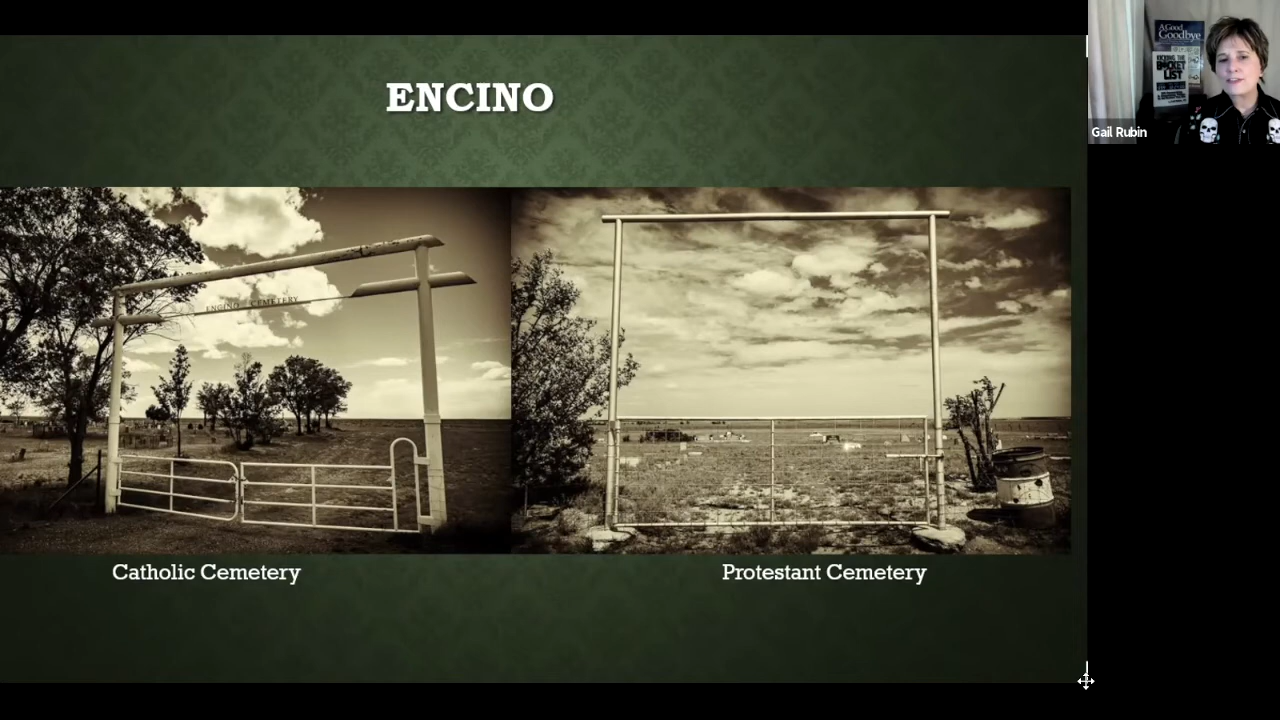 ENCINO
ENCINO CEMETERY
Catholic Cemetery
Protestant Cemetery
A Good
Goodbye
KICKING THE
BUCKET
LIST
Gail Rubin